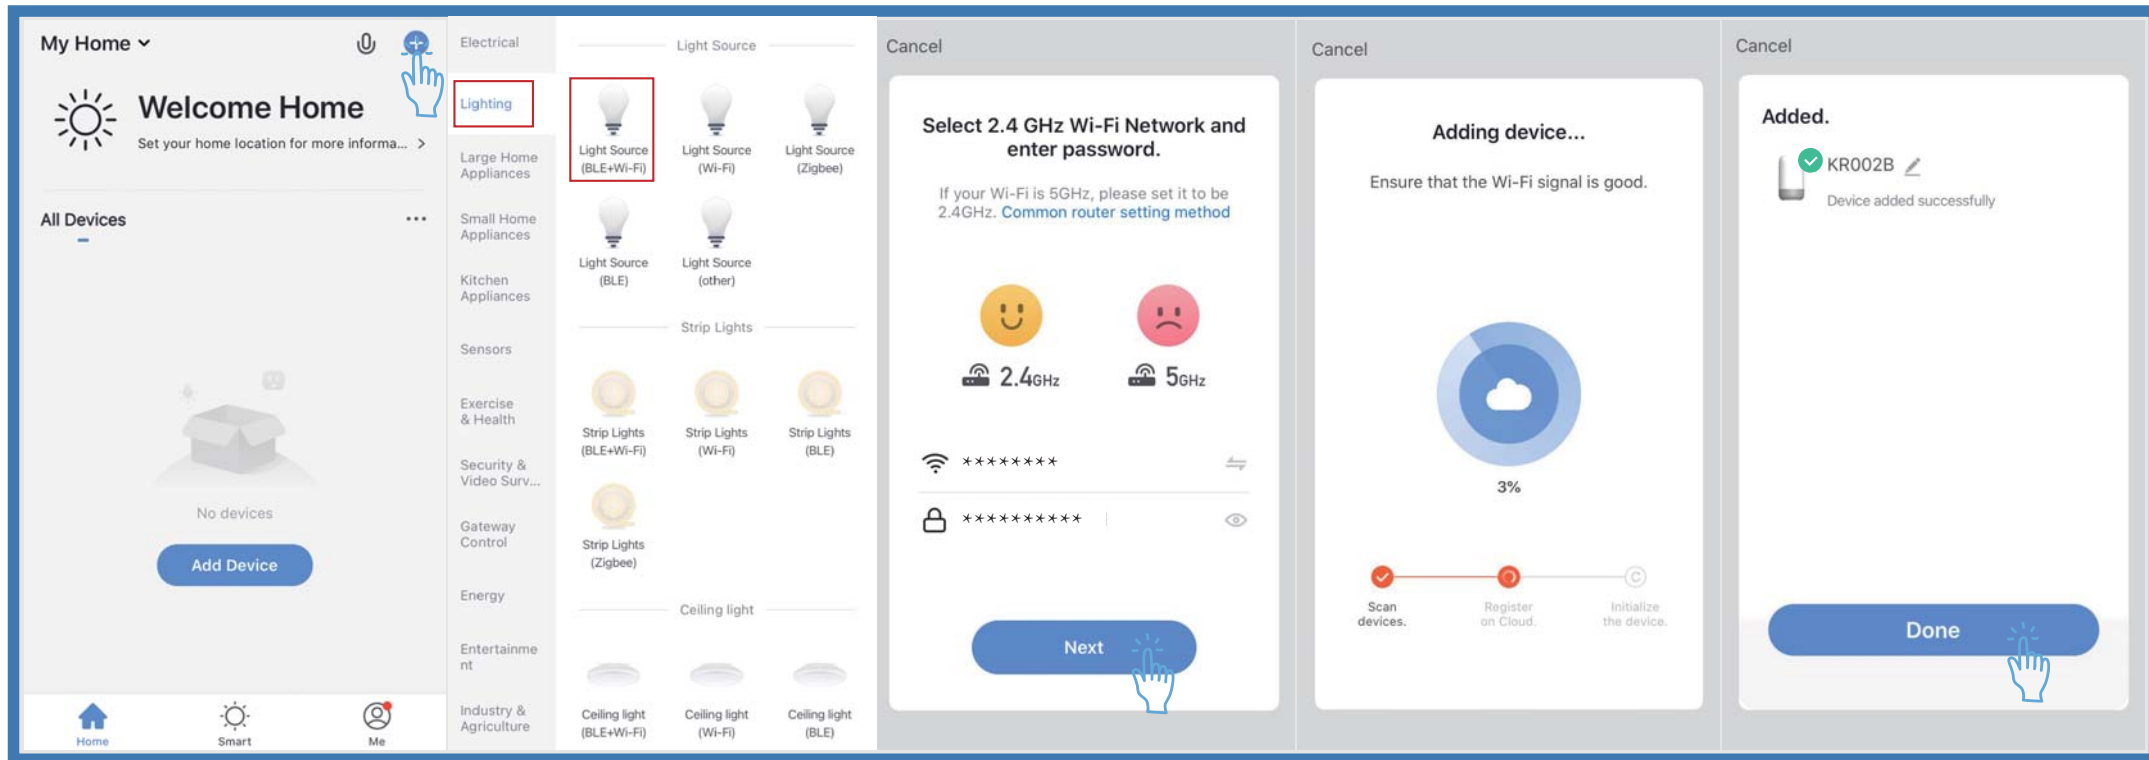 My Home
Welcome Home
Set your home location for more informa... >
All Devices
No devices
Add Device
Home
Smart
Me
Electrical
Lighting
Large Home
Appliances
Small Home
Appliances
Kitchen
Appliances
Sensors
Exercise
& Health
Security &
Video Surv...
Gateway
Control
Energy
Entertainme
nt
Industry &
Agriculture
Light Source
Light Source
(BLE+Wi-Fi)
Light Source
(Wi-Fi)
Light Source
(Zigbee)
Light Source
(BLE)
Light Source
(other)
Strip Lights
Strip Lights
(BLE+Wi-Fi)
Strip Lights
(Wi-Fi)
Strip Lights
(BLE)
Strip Lights
(Zigbee)
Ceiling light
Ceiling light
(BLE+Wi-Fi)
Ceiling light
(Wi-Fi)
Ceiling light
(BLE)
Cancel
Select 2.4 GHz Wi-Fi Network and
enter password.
If your Wi-Fi is 5GHz, please set it to be
2.4GHz. Common router setting method
2.4GHz
5GHz
********
**********
Next
Cancel
Adding device...
Ensure that the Wi-Fi signal is good.
3%
Scan
devices.
Register
on Cloud.
Initialize
the device.
Cancel
Added.
KR002B
Device added successfully
Done